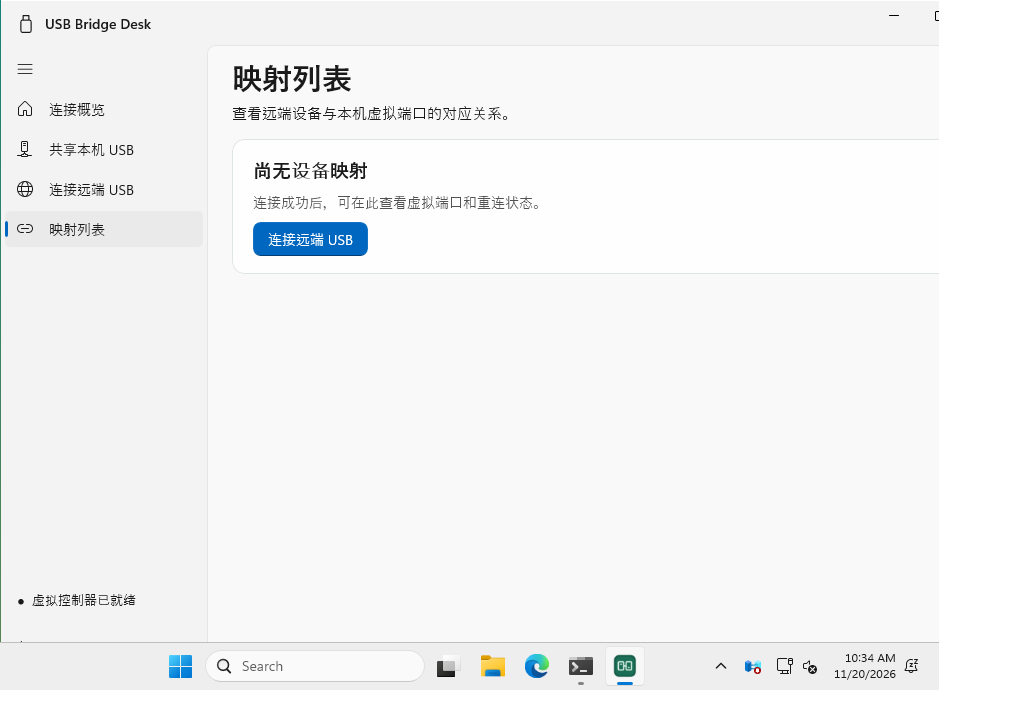 USB Bridge Desk
连接概览
共享本机 USB
连接远端 USB
映射列表
虚拟控制器已就绪
映射列表
查看远端设备与本机虚拟端口的对应关系。
尚无设备映射
连接成功后，可在此查看虚拟端口和重连状态。
连接远端 USB
Search
10:34 AM
11/20/2026